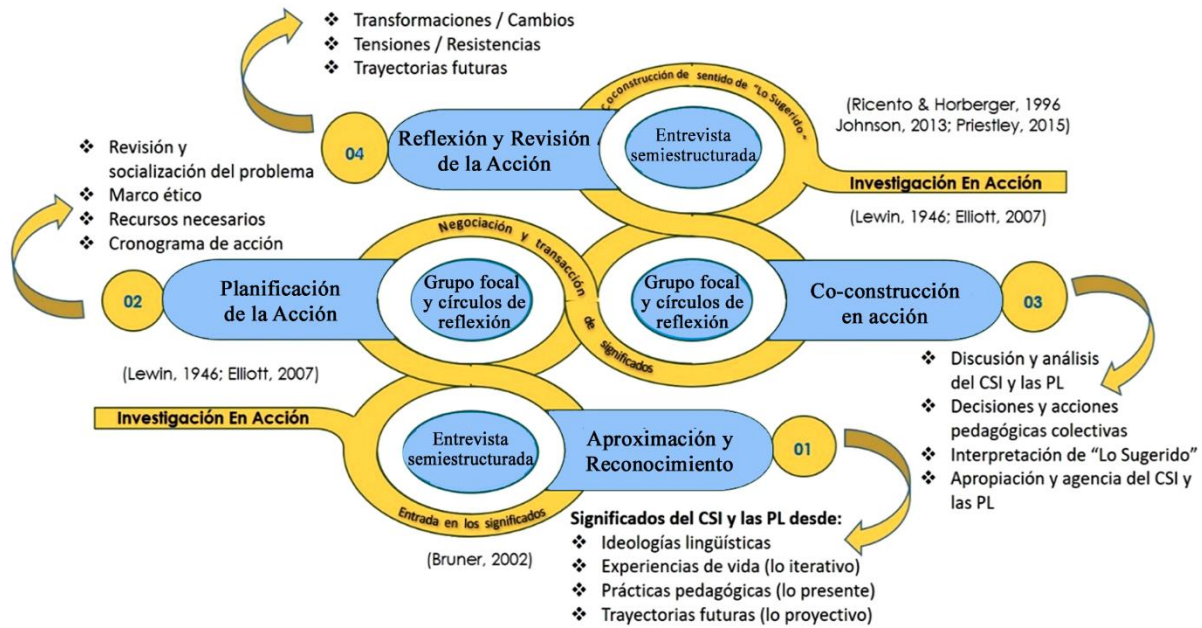 ❖ Transformaciones / Cambios
❖ Tensiones / Resistencias
❖ Trayectorias futuras
Coconstrucción de sentido de "Lo Sugerido"
(Ricento & Horberger, 1996
Johnson, 2013; Priestley, 2015)
04
Reflexión y Revisión
de la Acción
Entrevista
semiestructurada
Investigación En Acción
(Lewin, 1946; Elliott, 2007)
❖ Revisión y
socialización del problema
❖ Marco ético
❖ Recursos necesarios
❖ Cronograma de acción
Negociación y transacción de significados
02
Planificación
de la Acción
Grupo focal
y círculos de
reflexión
Grupo focal
y círculos de
reflexión
Co-construcción
en acción
03
(Lewin, 1946; Elliott, 2007)
❖ Discusión y análisis
del CSI y las PL
❖ Decisiones y acciones
pedagógicas colectivas
❖ Interpretación de "Lo Sugerido"
❖ Apropiación y agencia del CSI y
las PL
Investigación En Acción
Entrevista
semiestructurada
Aproximación y
Reconocimiento
01
Entrada en los significados
(Bruner, 2002)
Significados del CSI y las PL desde:
❖ Ideologías lingüísticas
❖ Experiencias de vida (lo iterativo)
❖ Prácticas pedagógicas (lo presente)
❖ Trayectorias futuras (lo proyectivo)